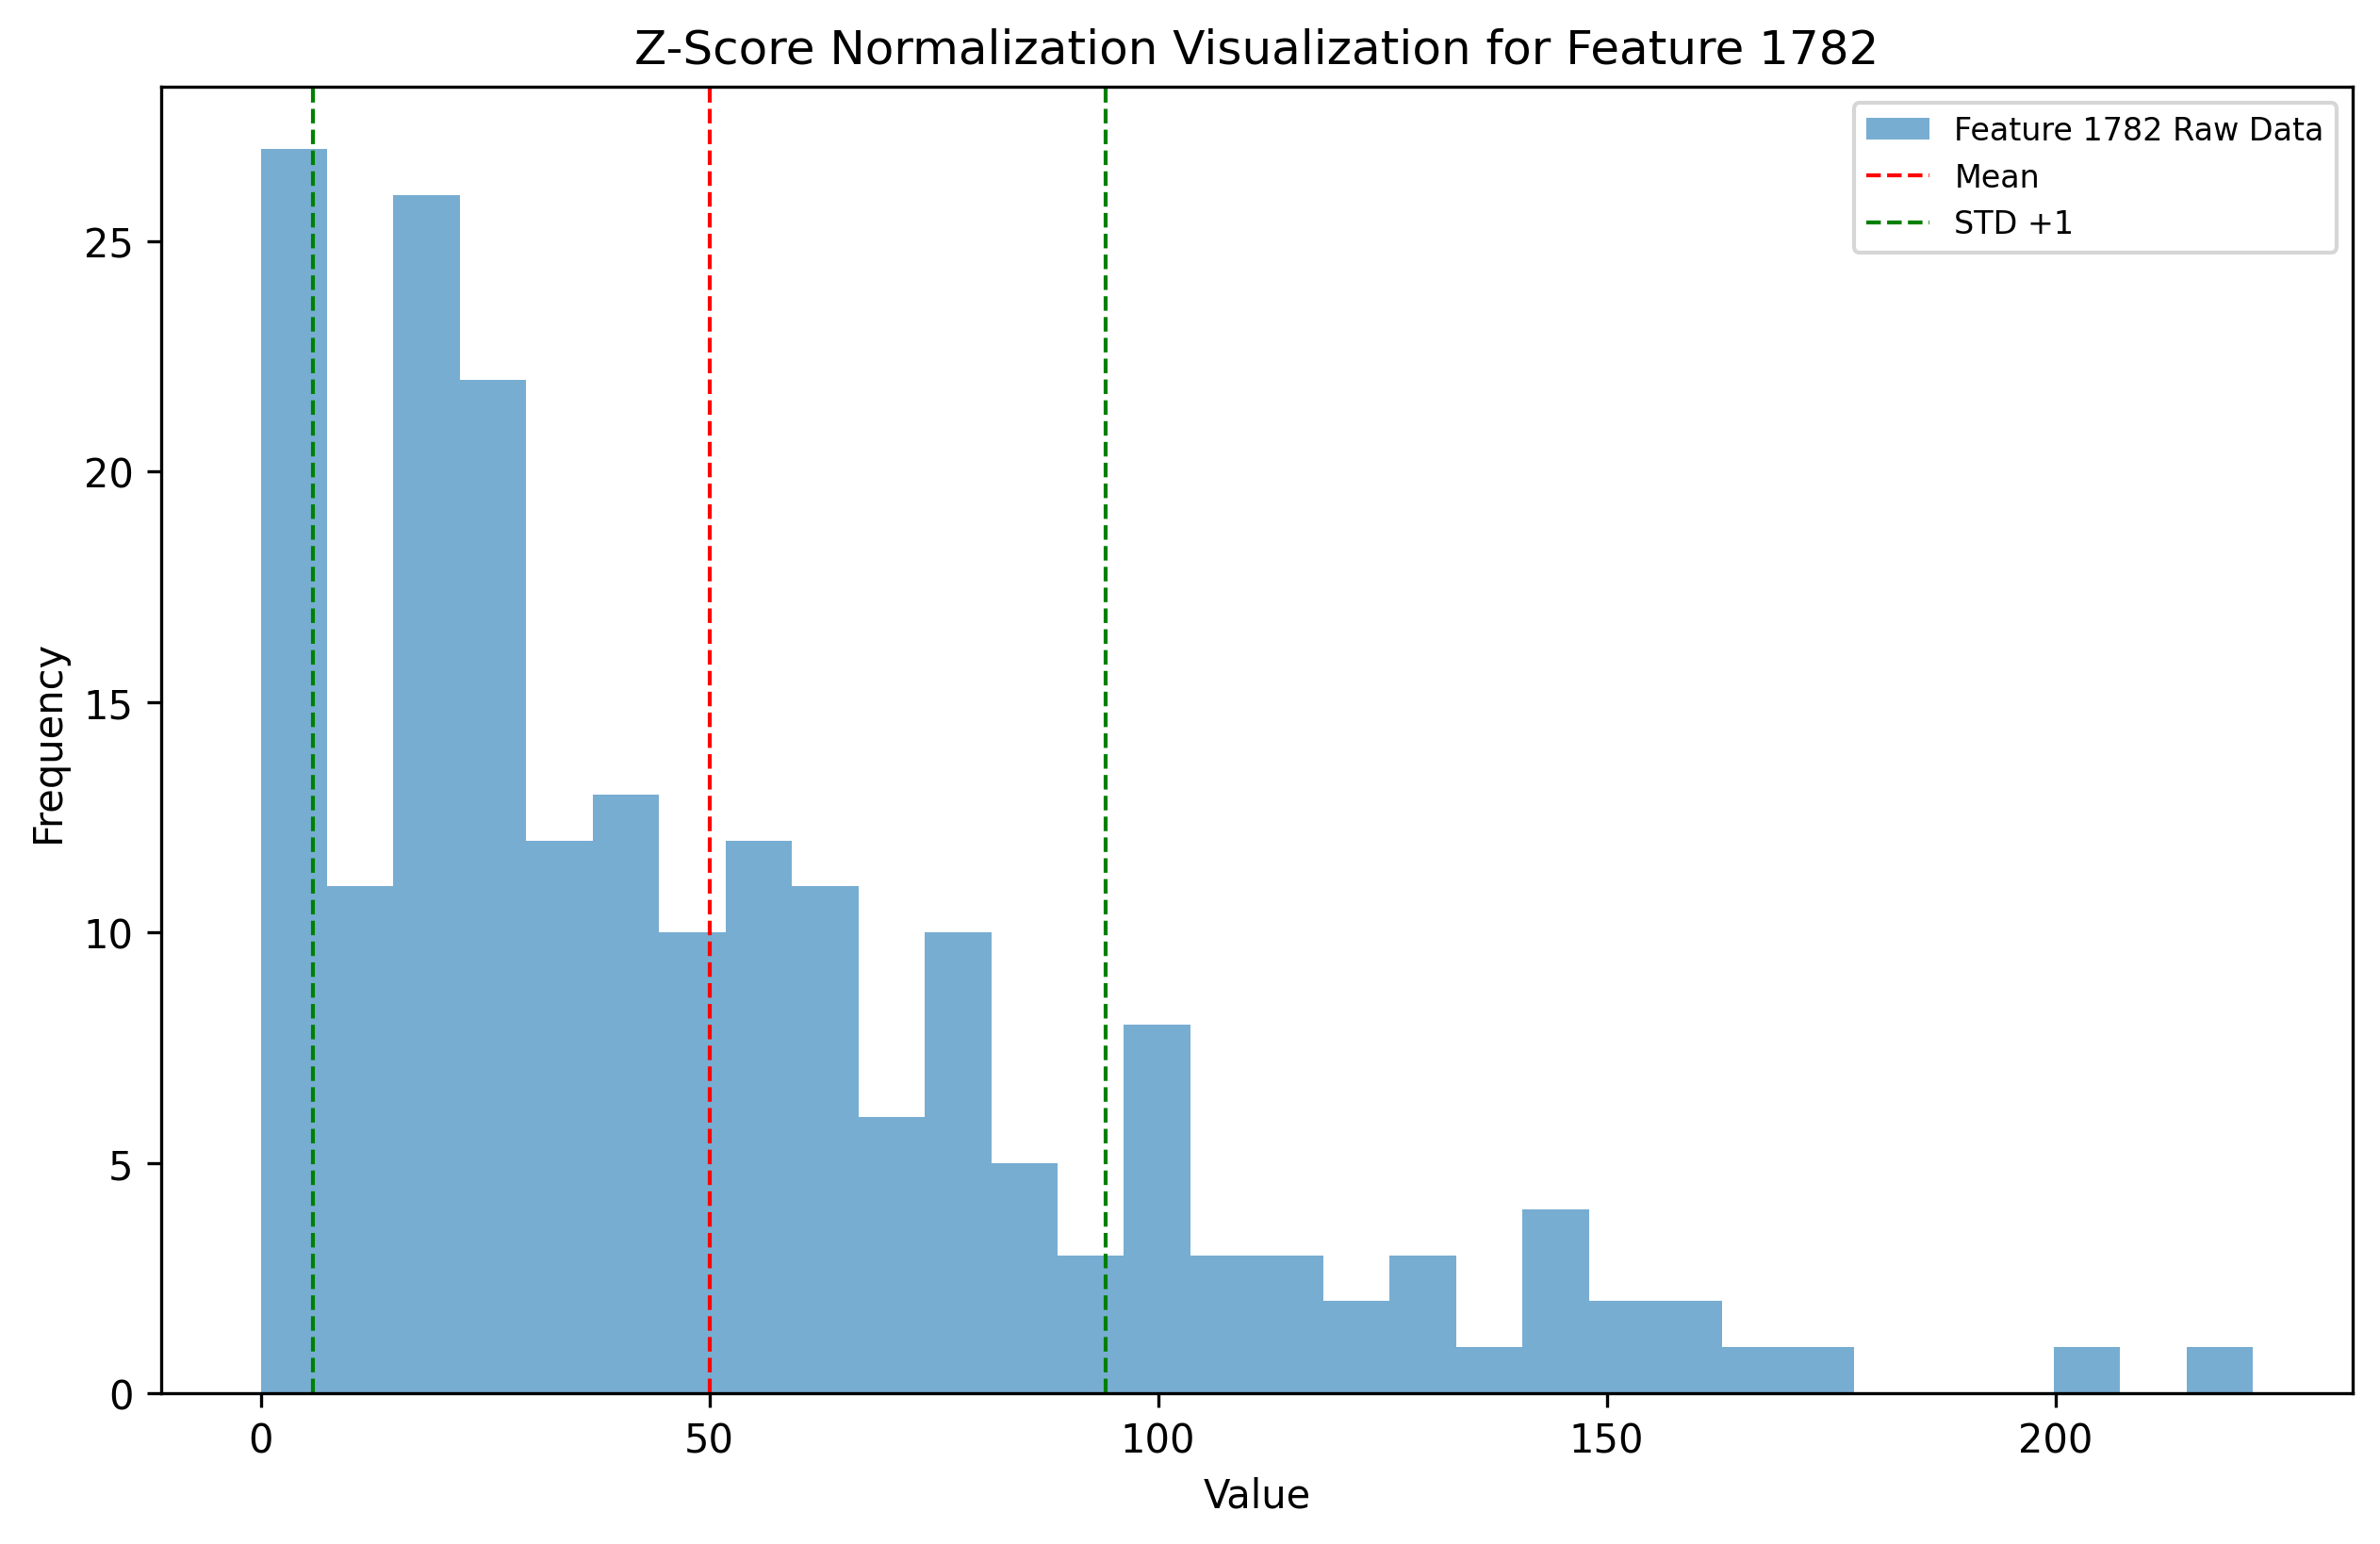 Z-Score Normalization Visualization for Feature 1782
Feature 1782 Raw Data
Mean
STD +1
Frequency
25
20
15
10
5
0
0 50 100 150 200
Value